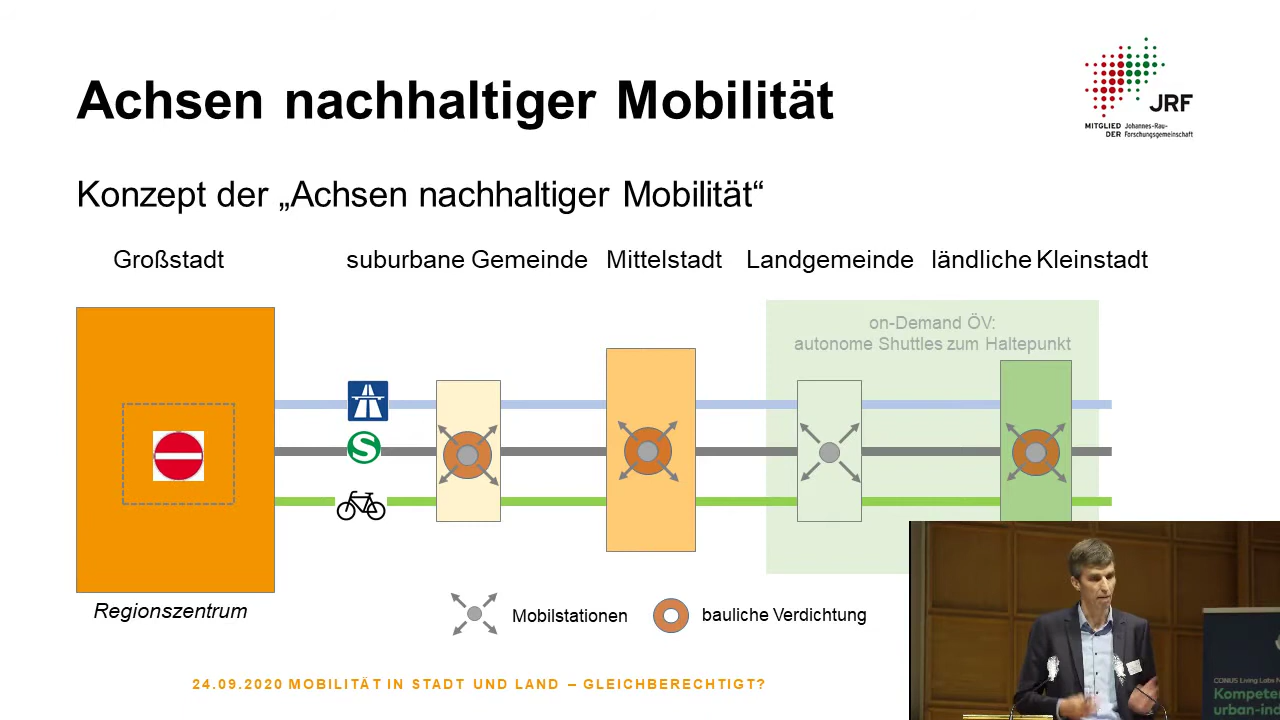 Achsen nachhaltiger Mobilität
JRF
MITGLIED Johannes-Rau-
DER Forschungsgemeinschaft
Konzept der „Achsen nachhaltiger Mobilität“
Großstadt suburbane Gemeinde Mittelstadt Landgemeinde ländliche Kleinstadt
on-Demand ÖV:
autonome Shuttles zum Haltepunkt
S
Regionszentrum
Mobilstationen bauliche Verdichtung
24.09.2020 MOBILITÄT IN STADT UND LAND – GLEICHBERECHTIGT?
Living Labs